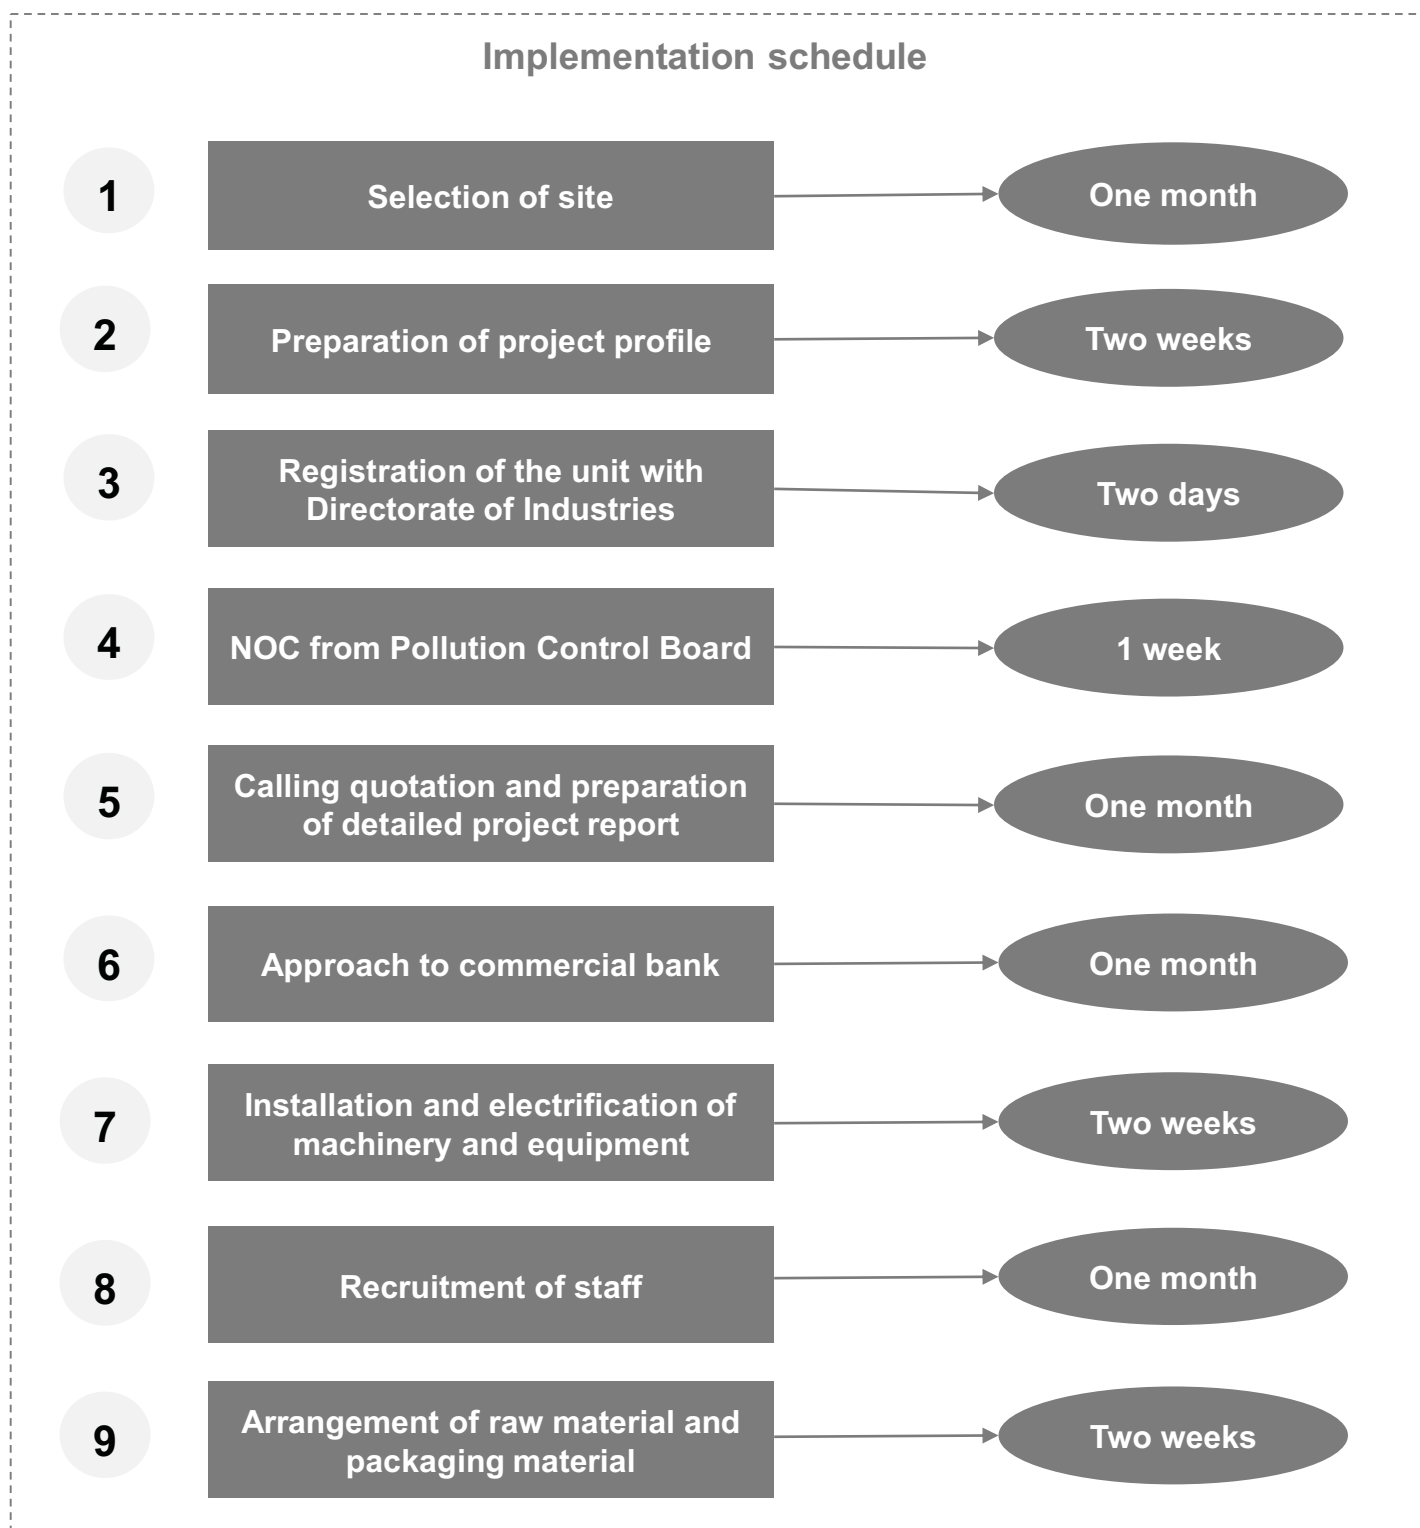 Implementation schedule
1
Selection of site
One month
2
Preparation of project profile
Two weeks
3
Registration of the unit with
Directorate of Industries
Two days
4
NOC from Pollution Control Board
1 week
5
Calling quotation and preparation
of detailed project report
One month
6
Approach to commercial bank
One month
7
Installation and electrification of
machinery and equipment
Two weeks
8
Recruitment of staff
One month
9
Arrangement of raw material and
packaging material
Two weeks